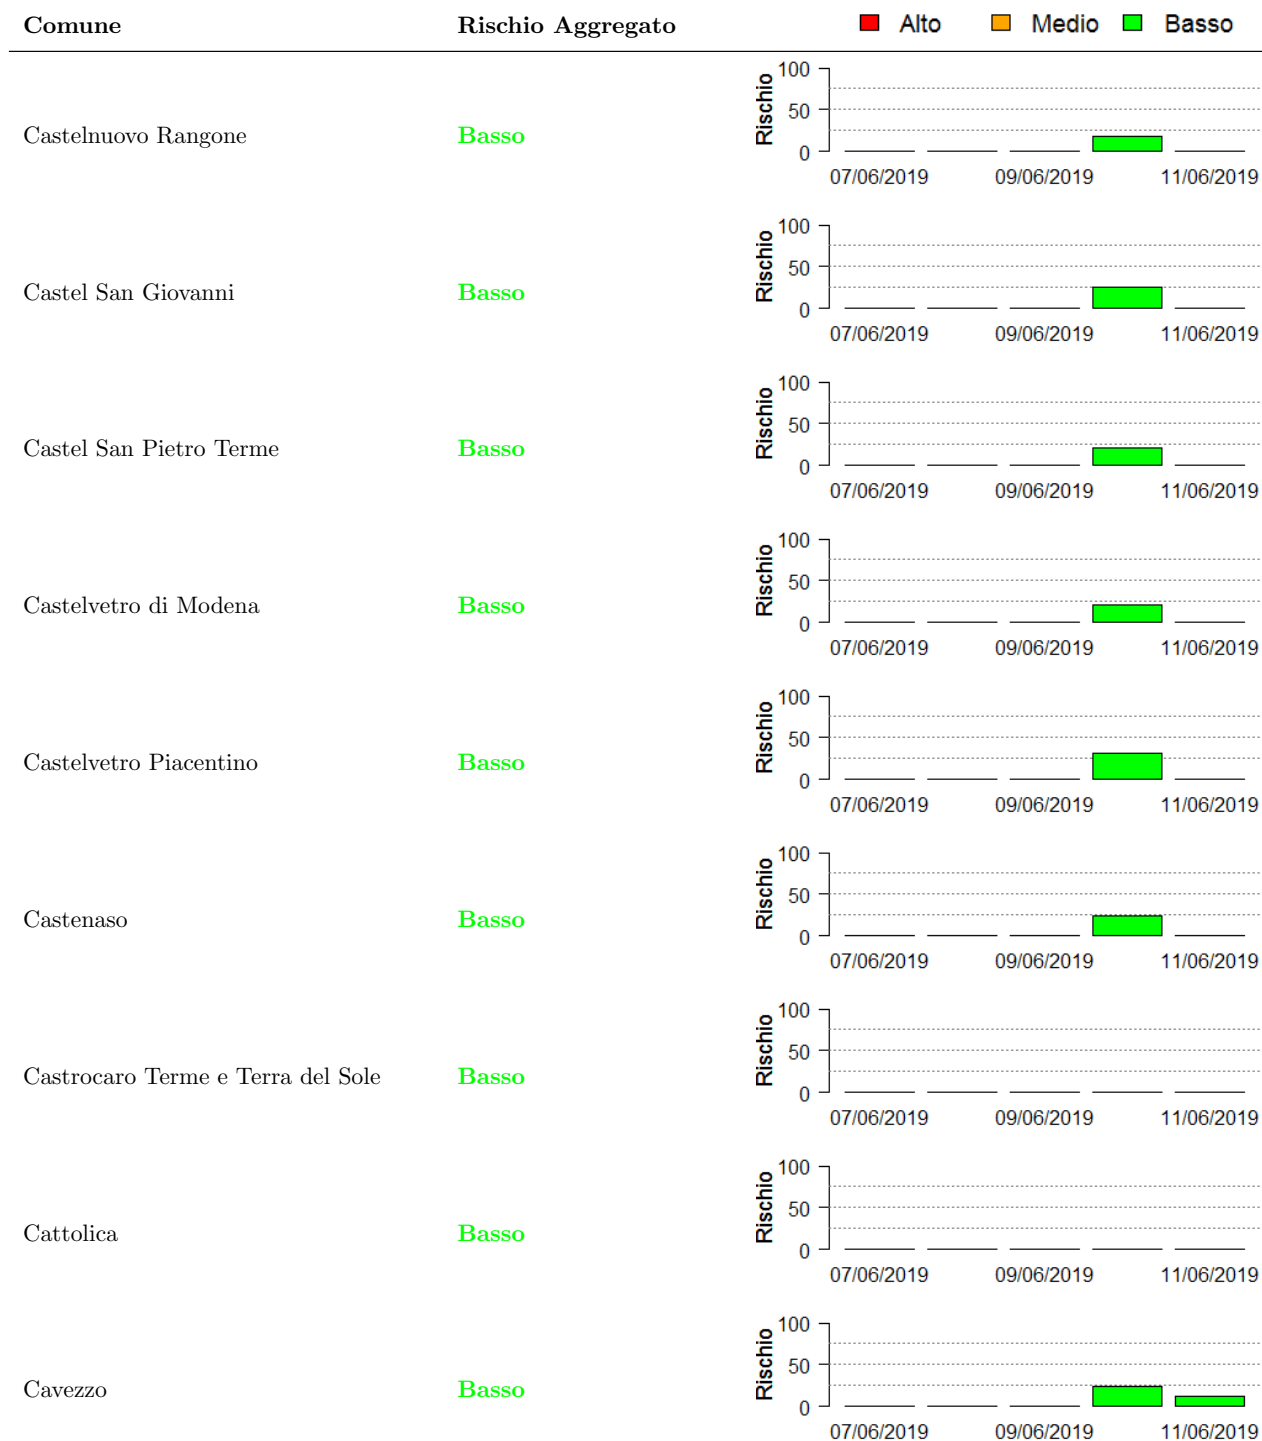 Comune Rischio Aggregato Alto Medio Basso
100
50
0
Rischio
Castelnuovo Rangone Basso
07/06/2019 09/06/2019 11/06/2019
100
50
0
Rischio
Castel San Giovanni Basso
07/06/2019 09/06/2019 11/06/2019
100
50
0
Rischio
Castel San Pietro Terme Basso
07/06/2019 09/06/2019 11/06/2019
100
50
0
Rischio
Castelvetro di Modena Basso
07/06/2019 09/06/2019 11/06/2019
100
50
0
Rischio
Castelvetro Piacentino Basso
07/06/2019 09/06/2019 11/06/2019
100
50
0
Rischio
Castenaso Basso
07/06/2019 09/06/2019 11/06/2019
100
50
0
Rischio
Castrocaro Terme e Terra del Sole Basso
07/06/2019 09/06/2019 11/06/2019
100
50
0
Rischio
Cattolica Basso
07/06/2019 09/06/2019 11/06/2019
100
50
0
Rischio
Cavezzo Basso
07/06/2019 09/06/2019 11/06/2019